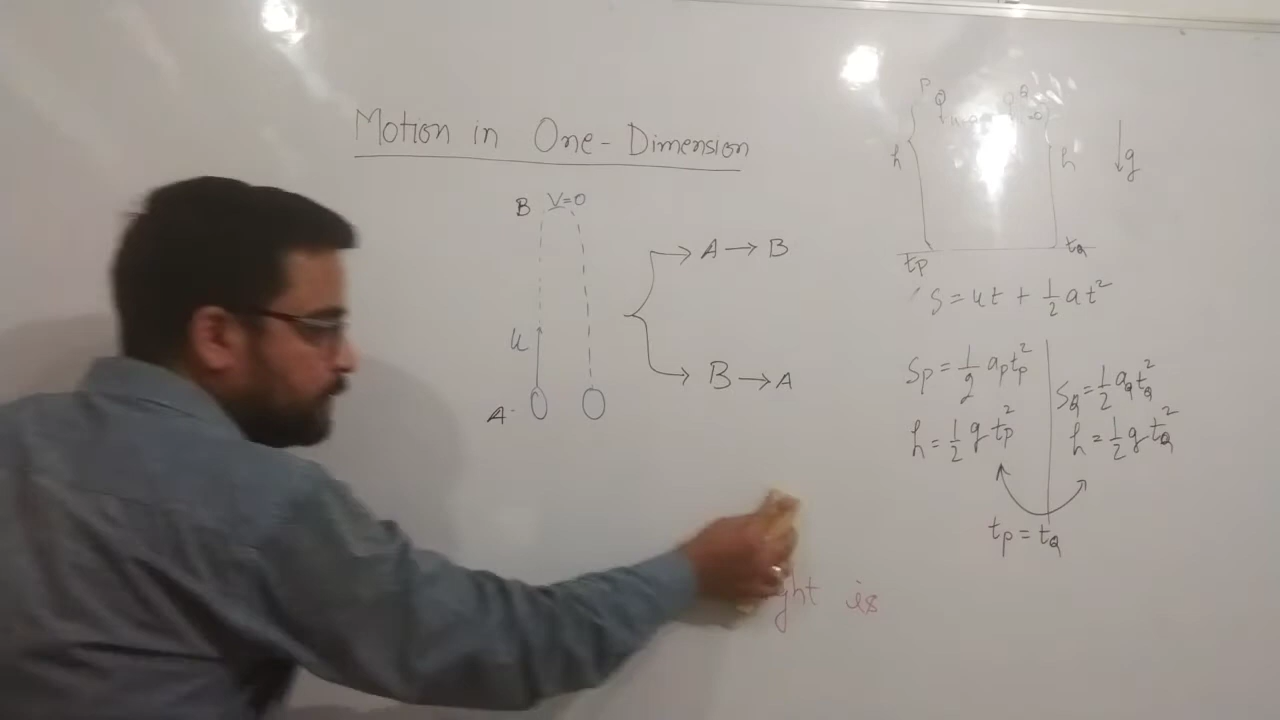 Motion in One-Dimension
B V=0
A → B
u
B → A
A
P Q
h h ↓g
tp tQ
S = ut + 1/2 at²
Sp = 1/2 ap tp²
SQ = 1/2 aQ tQ²
h = 1/2 g tp²
h = 1/2 g tQ²
tp = tQ
is